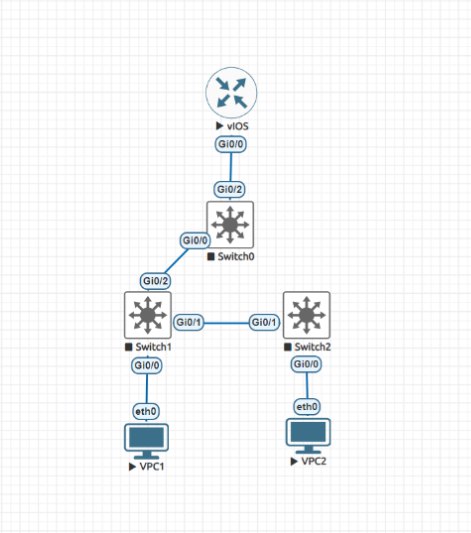 vIOS
Gi0/0
Gi0/2
Gi0/0
Switch0
Gi0/2
Gi0/1
Gi0/1
Switch1
Switch2
Gi0/0
Gi0/0
eth0
eth0
VPC1
VPC2